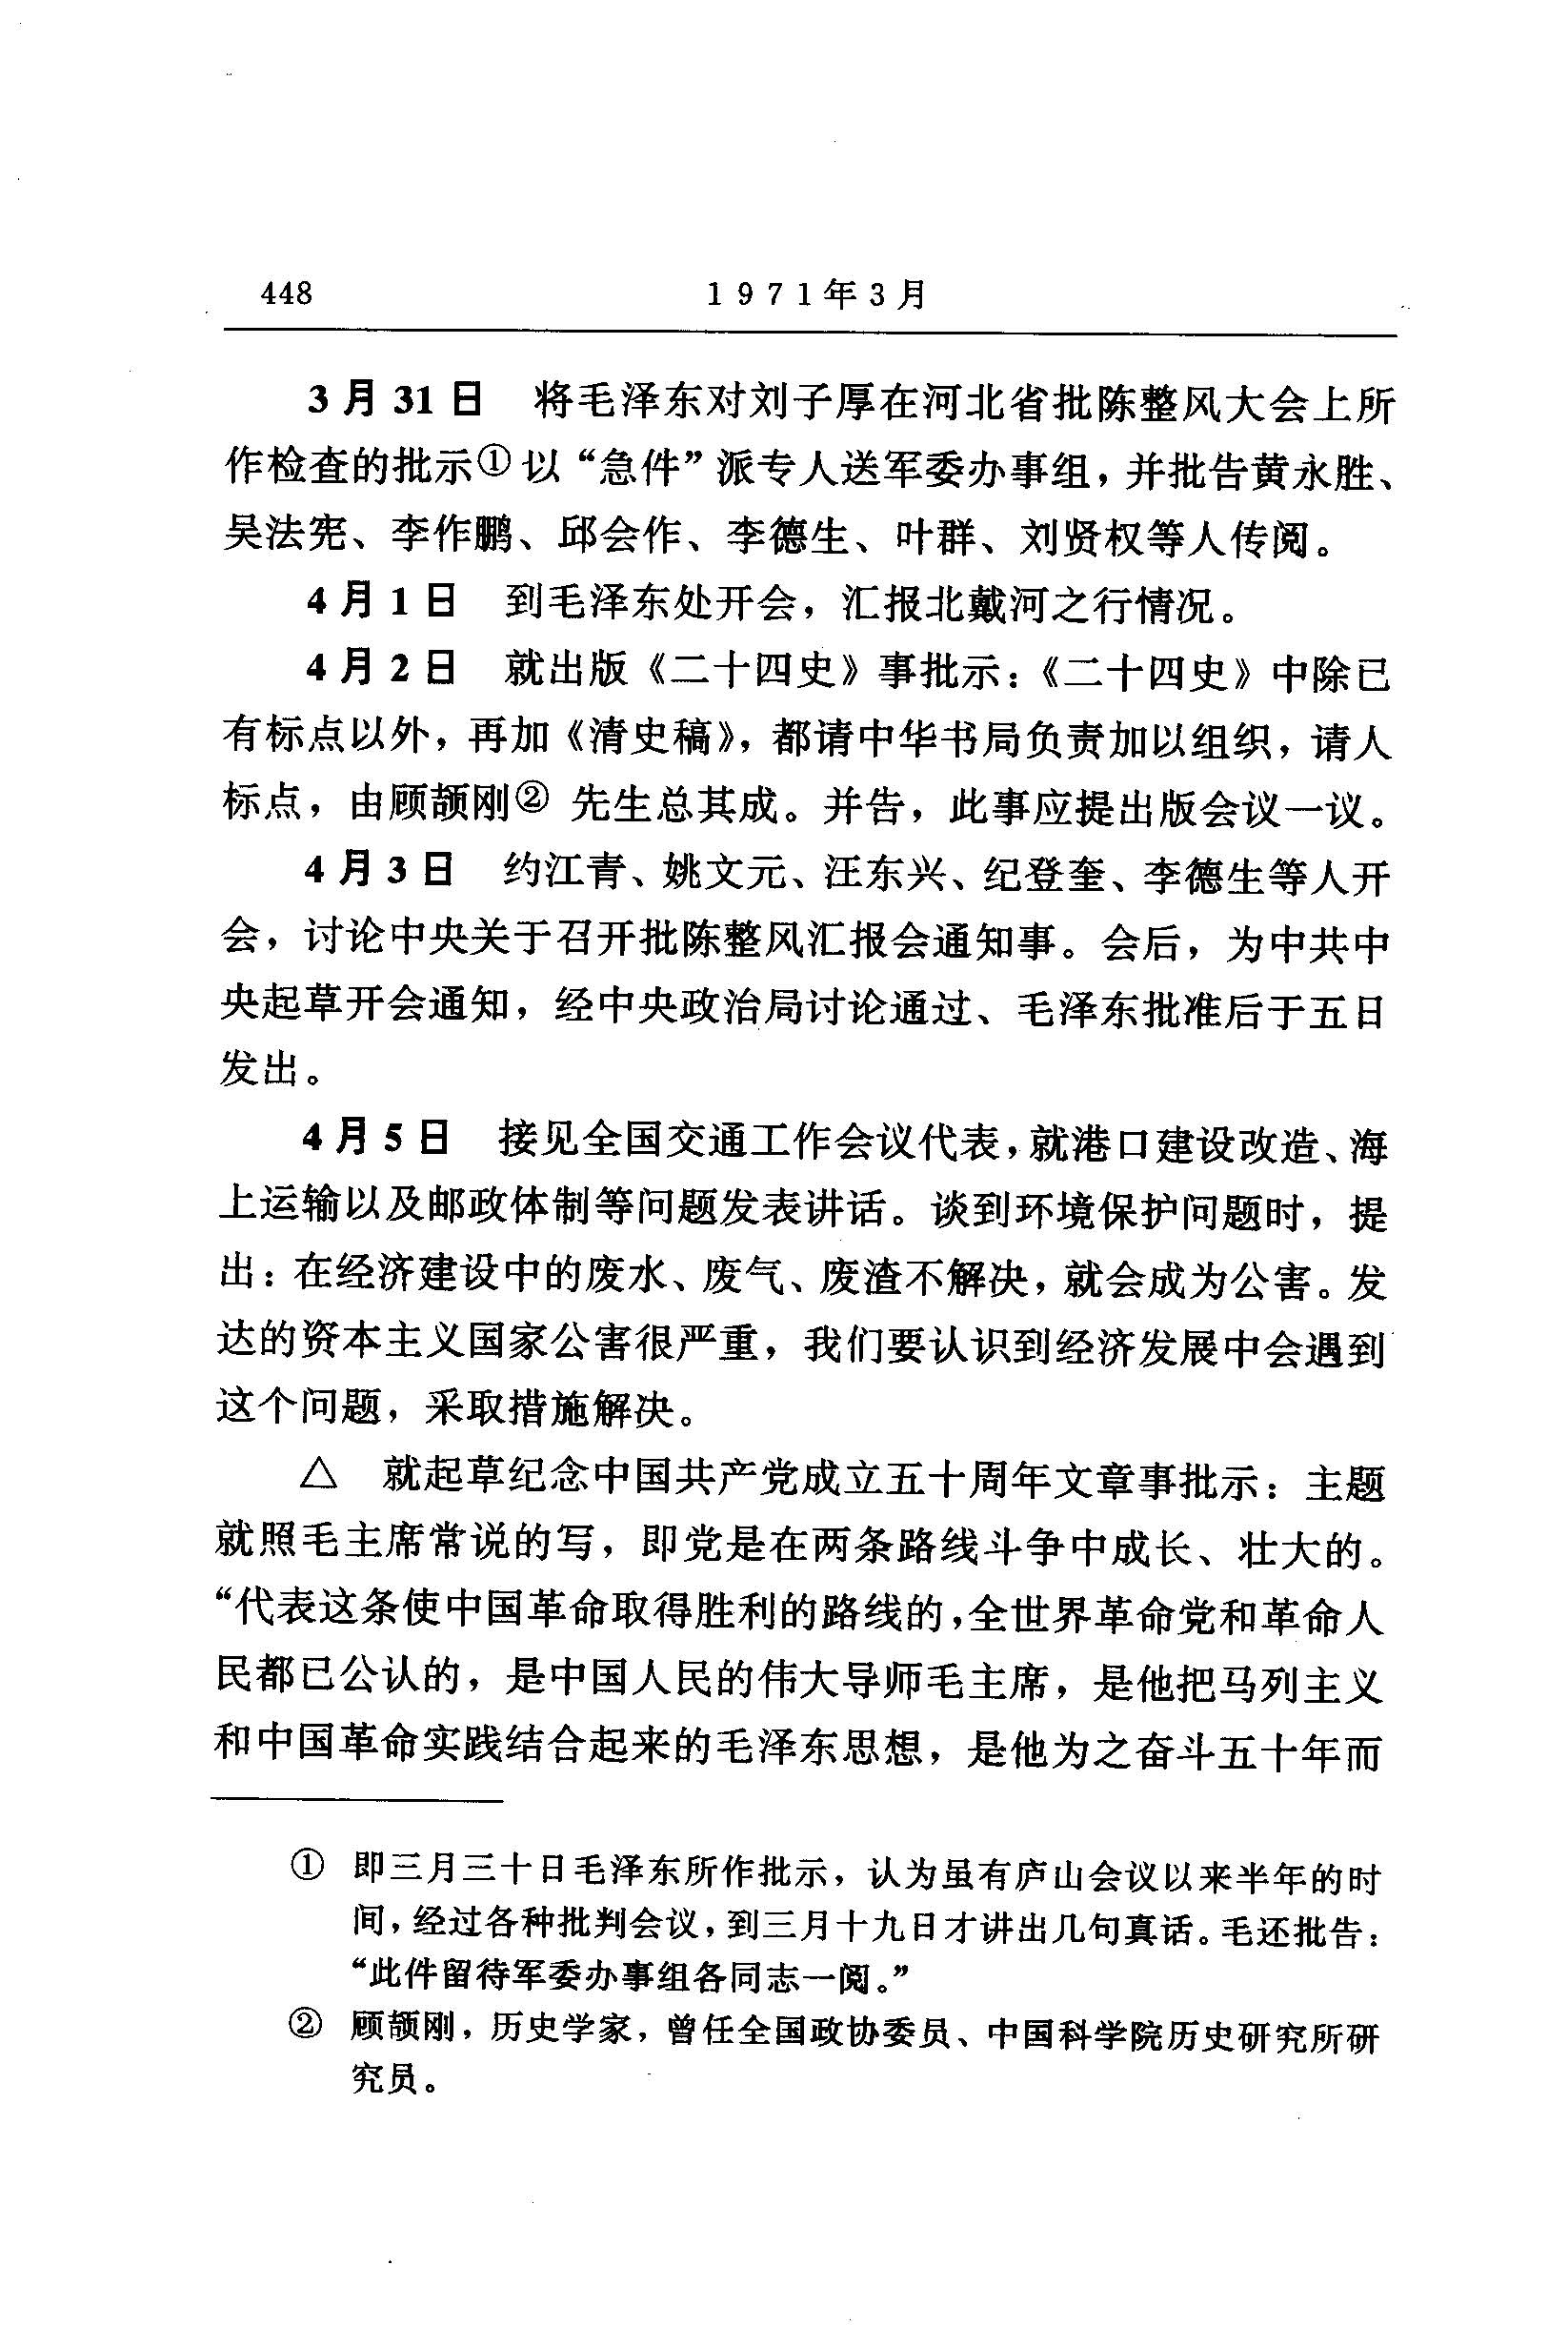 448
1971年3月
3月31日 将毛泽东对刘子厚在河北省批陈整风大会上所
作检查的批示①以“急件”派专人送军委办事组，并批告黄永胜、
吴法宪、李作鹏、邱会作、李德生、叶群、刘贤权等人传阅。
4月1日 到毛泽东处开会，汇报北戴河之行情况。
4月2日 就出版《二十四史》事批示：《二十四史》中除已
有标点以外，再加《清史稿》，都请中华书局负责加以组织，请人
标点，由顾颉刚② 先生总其成。并告，此事应提出版会议一议。
4月3日 约江青、姚文元、汪东兴、纪登奎、李德生等人开
会，讨论中央关于召开批陈整风汇报会通知事。会后，为中共中
央起草开会通知，经中央政治局讨论通过、毛泽东批准后于五日
发出。
4月5日 接见全国交通工作会议代表，就港口建设改造、海
上运输以及邮政体制等问题发表讲话。谈到环境保护问题时，提
出：在经济建设中的废水、废气、废渣不解决，就会成为公害。发
达的资本主义国家公害很严重，我们要认识到经济发展中会遇到
这个问题，采取措施解决。
△ 就起草纪念中国共产党成立五十周年文章事批示：主题
就照毛主席常说的写，即党是在两条路线斗争中成长、壮大的。
“代表这条使中国革命取得胜利的路线的，全世界革命党和革命人
民都已公认的，是中国人民的伟大导师毛主席，是他把马列主义
和中国革命实践结合起来的毛泽东思想，是他为之奋斗五十年而
① 即三月三十日毛泽东所作批示，认为虽有庐山会议以来半年的时
间，经过各种批判会议，到三月十九日才讲出几句真话。毛还批告：
“此件留待军委办事组各同志一阅。”
② 顾颉刚，历史学家，曾任全国政协委员、中国科学院历史研究所研
究员。